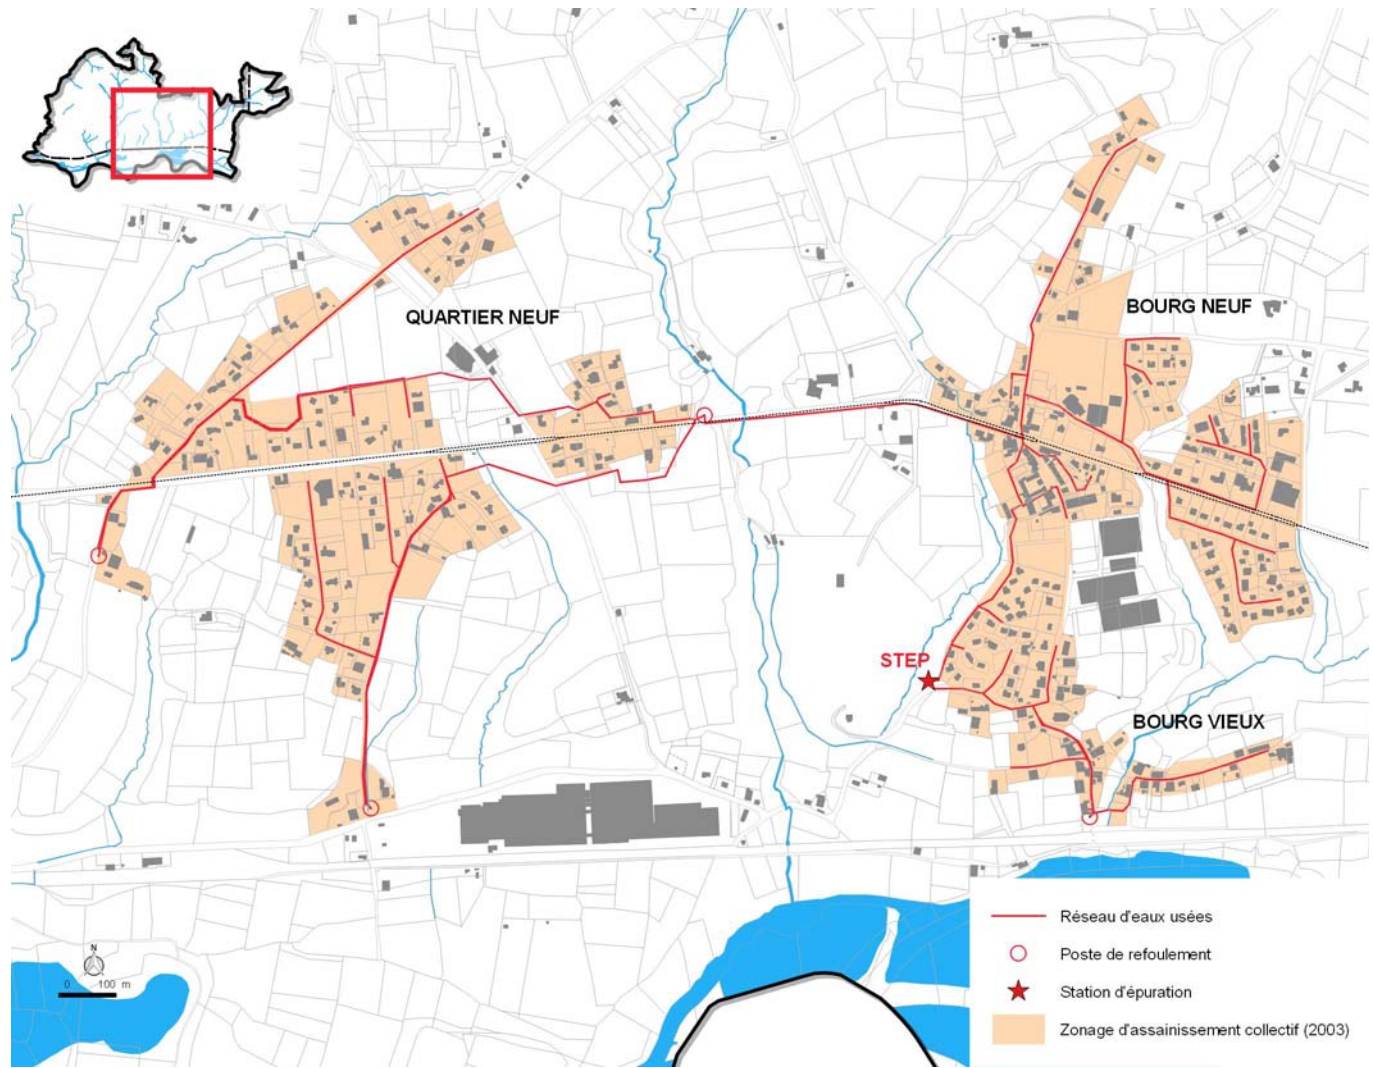 QUARTIER NEUF
BOURG NEUF
STEP
BOURG VIEUX
N
0 100 m
Réseau d'eaux usées
Poste de refoulement
Station d'épuration
Zonage d'assainissement collectif (2003)